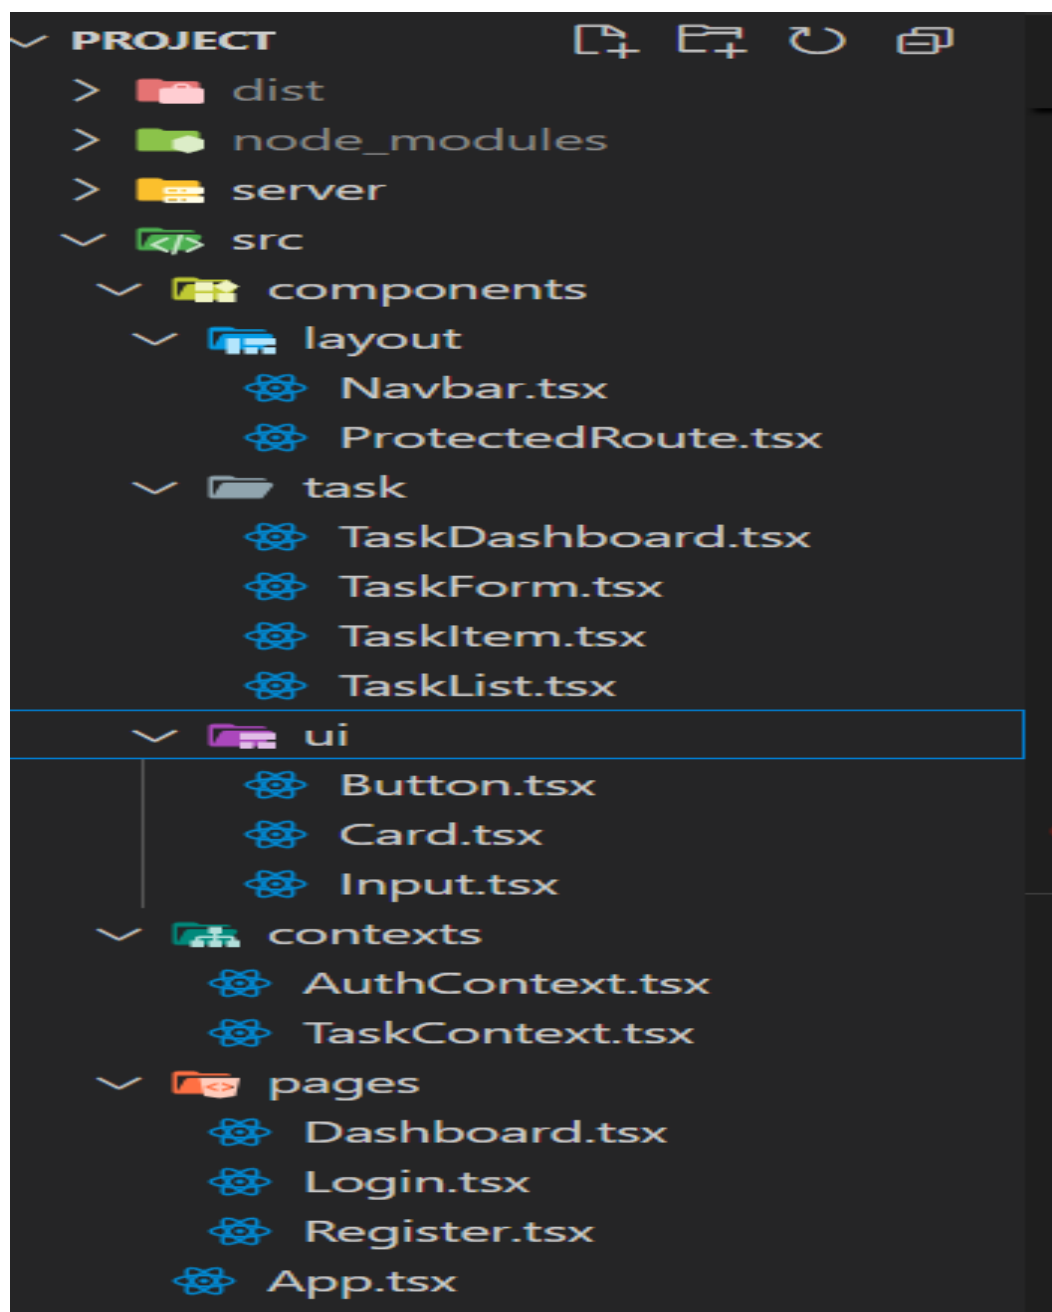 PROJECT
dist
node_modules
server
src
components
layout
Navbar.tsx
ProtectedRoute.tsx
task
TaskDashboard.tsx
TaskForm.tsx
TaskItem.tsx
TaskList.tsx
ui
Button.tsx
Card.tsx
Input.tsx
contexts
AuthContext.tsx
TaskContext.tsx
pages
Dashboard.tsx
Login.tsx
Register.tsx
App.tsx